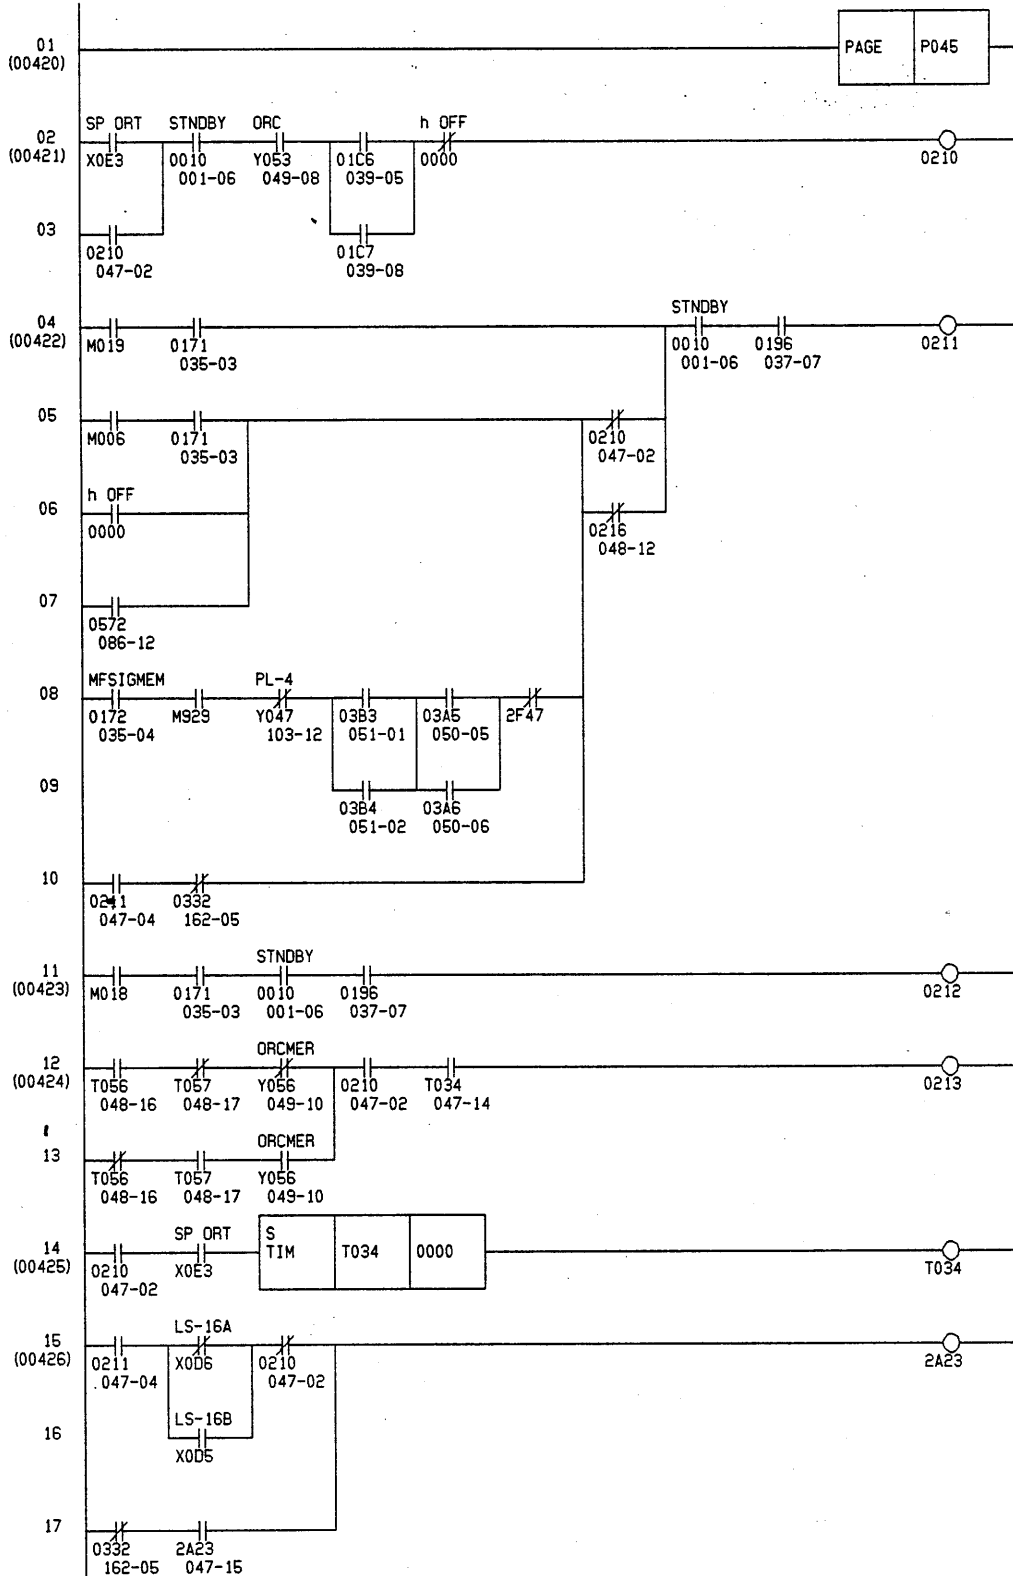 01
(00420)
PAGE P045
SP ORT STNDBY ORC h OFF
02
(00421)
X0E3 0010 Y053 01C6 0000 0210
001-06 049-08 039-05
03
0210 01C7
047-02 039-08
STNDBY
04
(00422)
M019 0171 0010 0196 0211
035-03 001-06 037-07
05
M006 0171 0210
035-03 047-02
h OFF
06
0000 0216
048-12
07
0572
086-12
MFSIGMEM PL-4
08
0172 M929 Y047 03B3 03A5 2F47
035-04 103-12 051-01 050-05
09
03B4 03A6
051-02 050-06
10
0211 0332
047-04 162-05
STNDBY
11
(00423)
M018 0171 0010 0196 0212
035-03 001-06 037-07
ORCMER
12
(00424)
T056 T057 Y056 0210 T034 0213
048-16 048-17 049-10 047-02 047-14
ORCMER
13
T056 T057 Y056
048-16 048-17 049-10
SP ORT S
14
(00425)
TIM T034 0000
0210 X0E3 T034
047-02
LS-16A
15
(00426)
0211 X0D6 0210 2A23
047-04 047-02
LS-16B
16
X0D5
17
0332 2A23
162-05 047-15